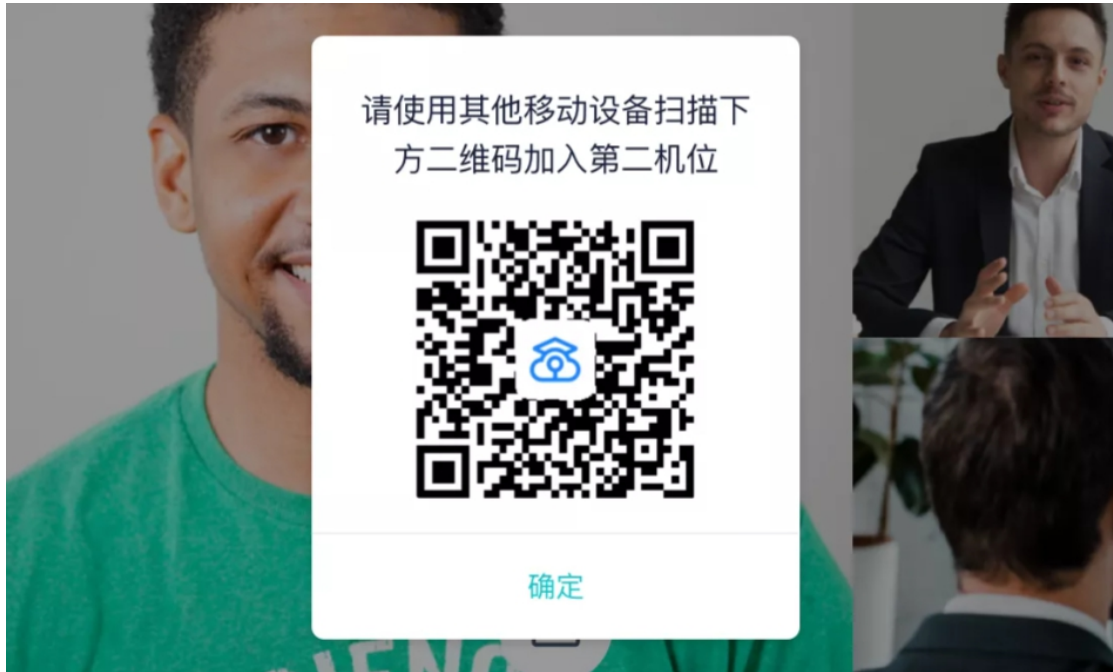 请使用其他移动设备扫描下
方二维码加入第二机位
确定